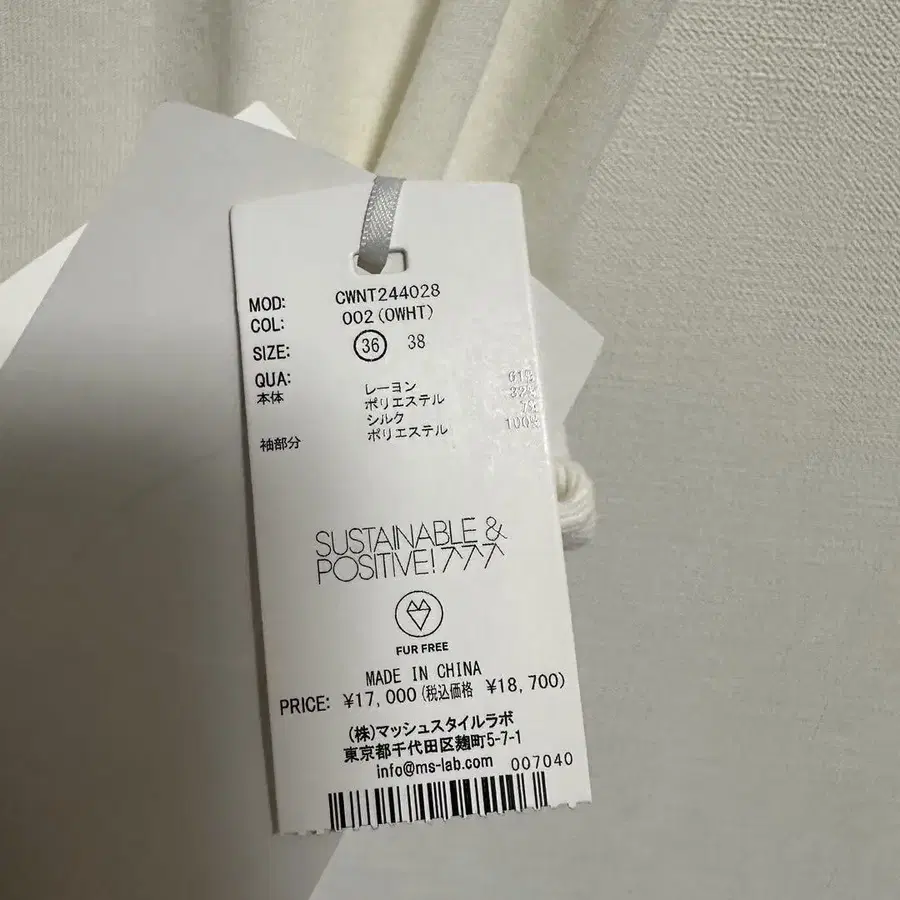 MOD: CWNT244028
COL: 002(OWHT)
SIZE: 36 38
QUA:
本体 レーヨン 61%
ポリエステル 32%
シルク 7%
袖部分 ポリエステル 100%
SUSTAINABLE &
POSITIVE!
FUR FREE
MADE IN CHINA
PRICE: ¥17,000(税込価格 ¥18,700)
(株)マッシュスタイルラボ
東京都千代田区麹町5-7-1
info@ms-lab.com 007040